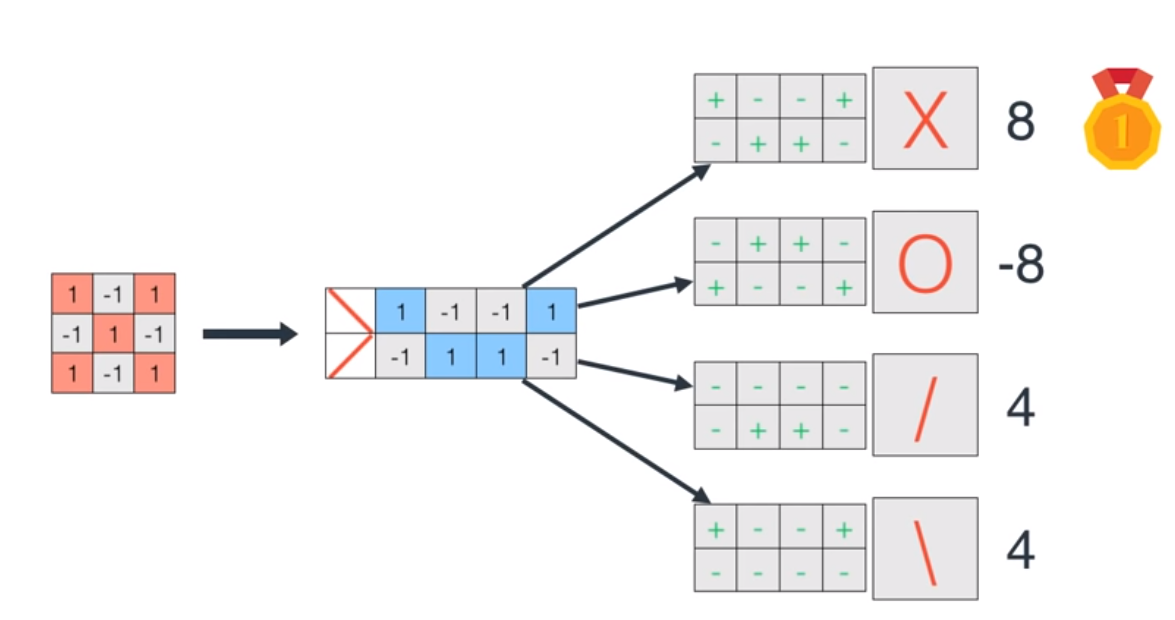 1 -1 1
-1 1 -1
1 -1 1
\ 1 -1 -1 1
/ -1 1 1 -1
+ - - +
- + + -
X 8 1
- + + -
+ - - +
O -8
- - - -
- + + -
/ 4
+ - - +
- - - -
\ 4